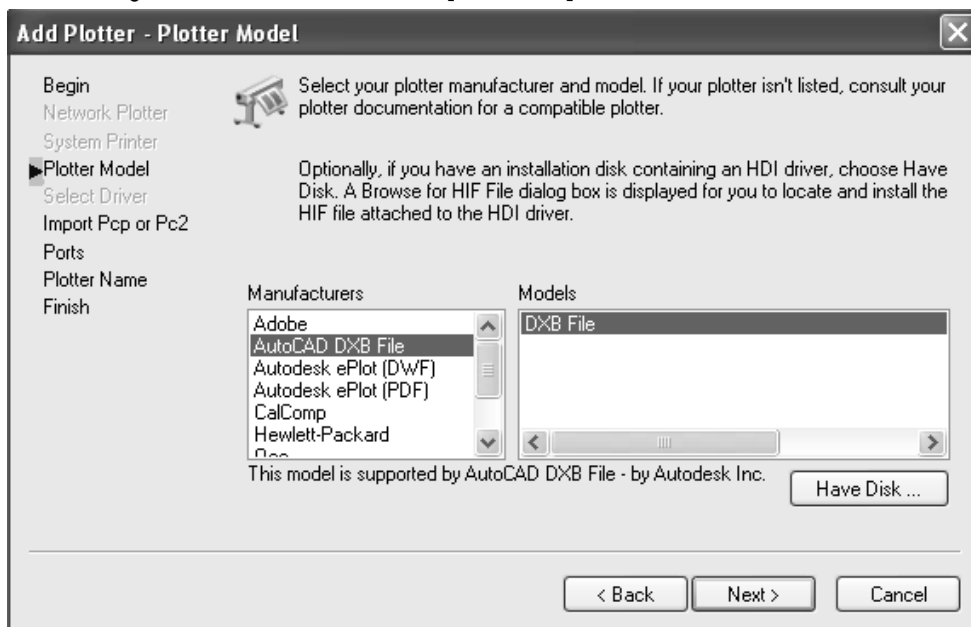 Add Plotter - Plotter Model
Begin
Network Plotter
System Printer
Plotter Model
Select Driver
Import Pcp or Pc2
Ports
Plotter Name
Finish
Select your plotter manufacturer and model. If your plotter isn't listed, consult your
plotter documentation for a compatible plotter.
Optionally, if you have an installation disk containing an HDI driver, choose Have
Disk. A Browse for HIF File dialog box is displayed for you to locate and install the
HIF file attached to the HDI driver.
Manufacturers
Adobe
AutoCAD DXB File
Autodesk ePlot (DWF)
Autodesk ePlot (PDF)
CalComp
Hewlett-Packard
Models
DXB File
This model is supported by AutoCAD DXB File - by Autodesk Inc.
Have Disk ...
< Back
Next >
Cancel